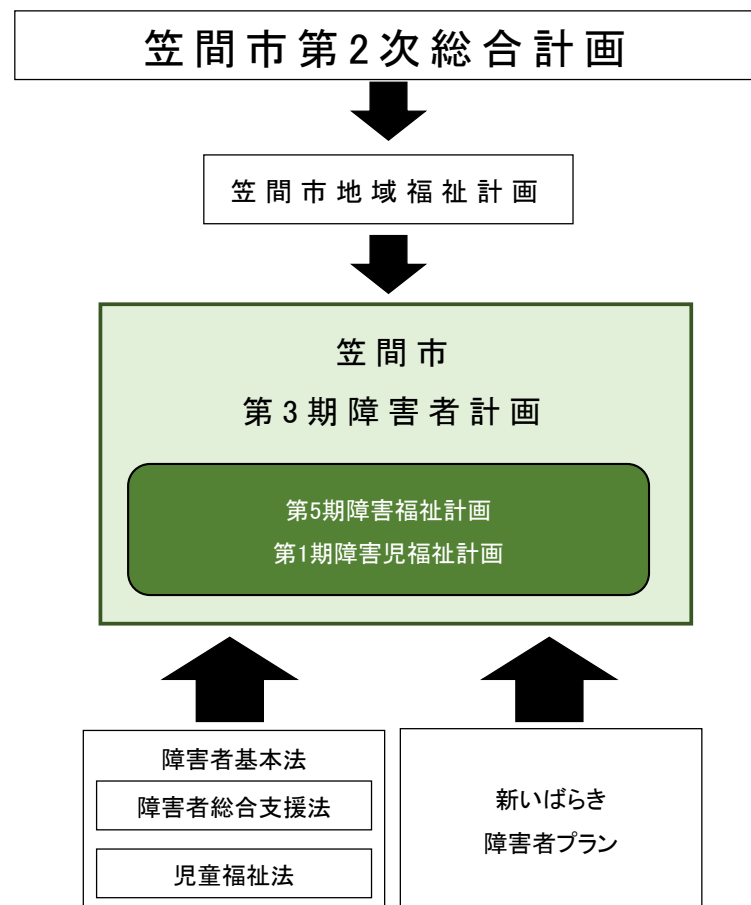 笠間市第2次総合計画
笠間市地域福祉計画
笠間市
第3期障害者計画
第5期障害福祉計画
第1期障害児福祉計画
障害者基本法
障害者総合支援法
児童福祉法
新いばらき
障害者プラン